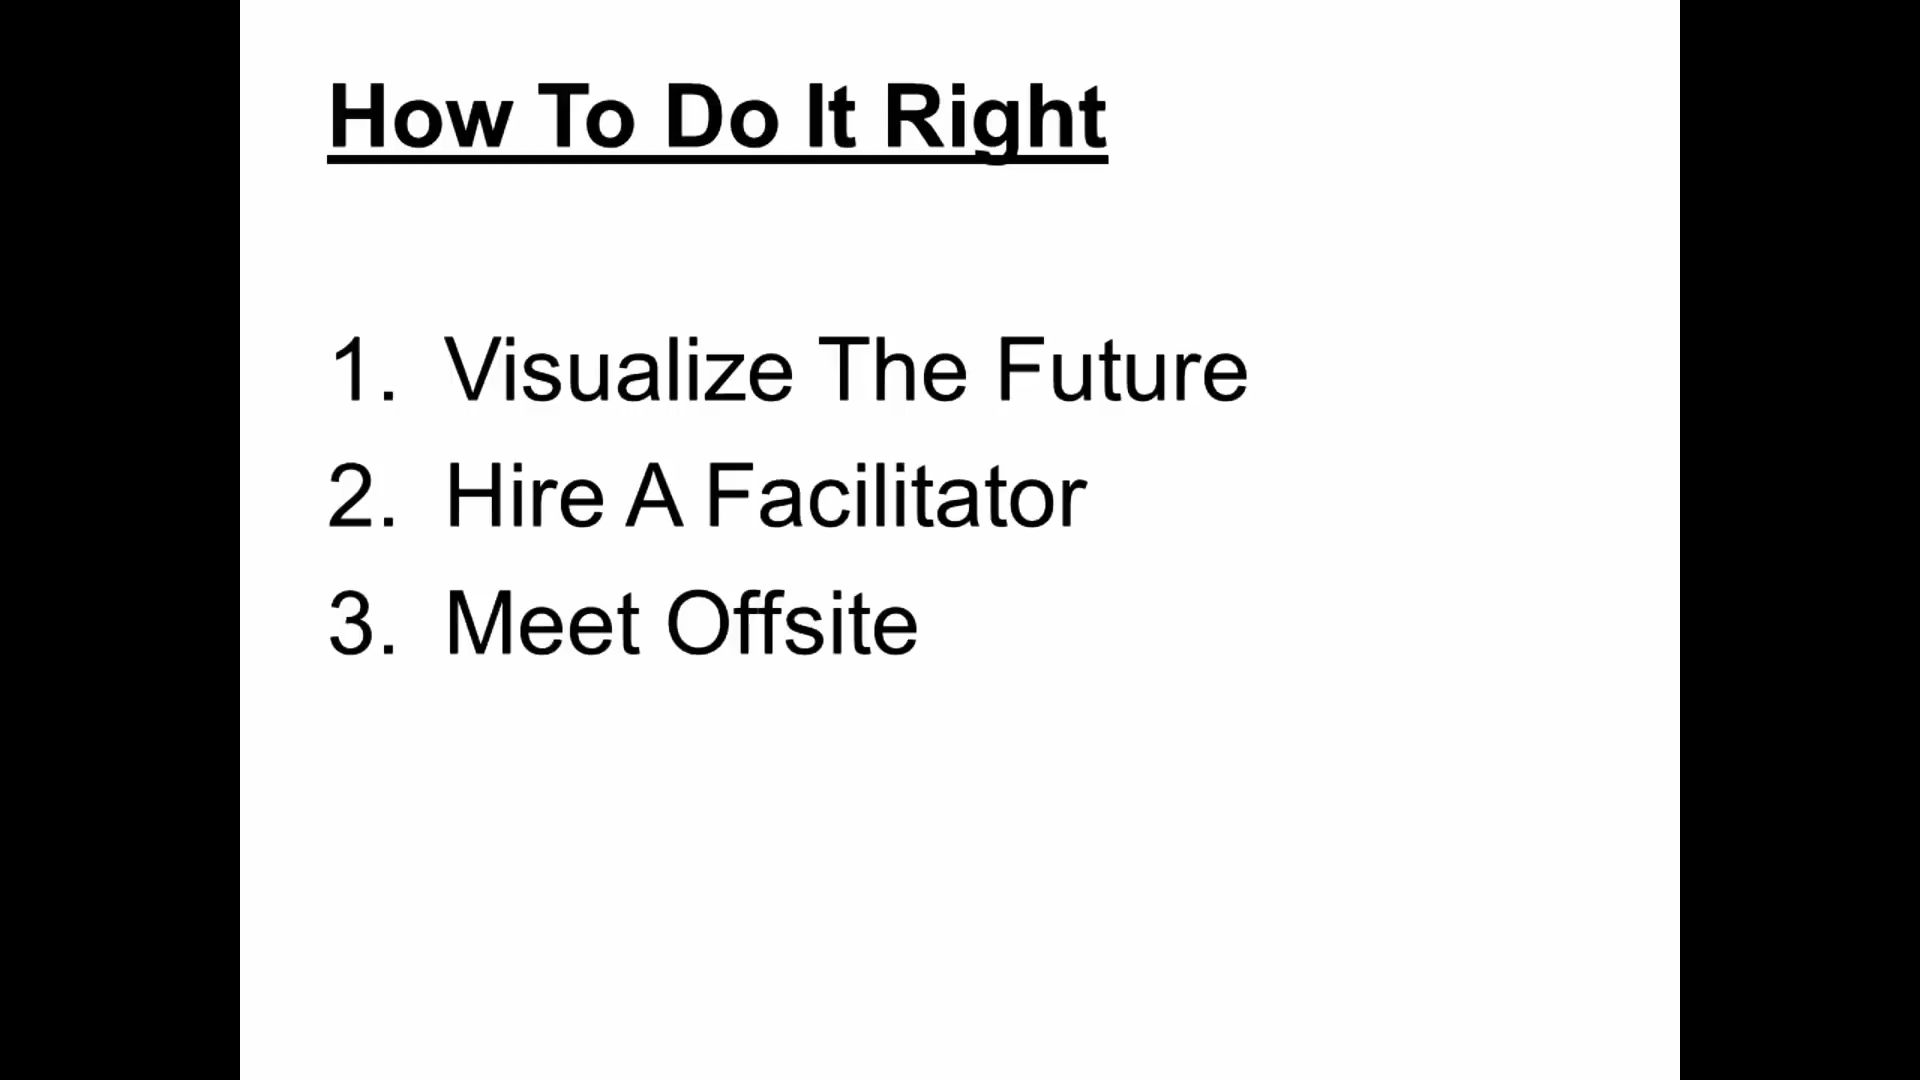 How To Do It Right
1. Visualize The Future
2. Hire A Facilitator
3. Meet Offsite